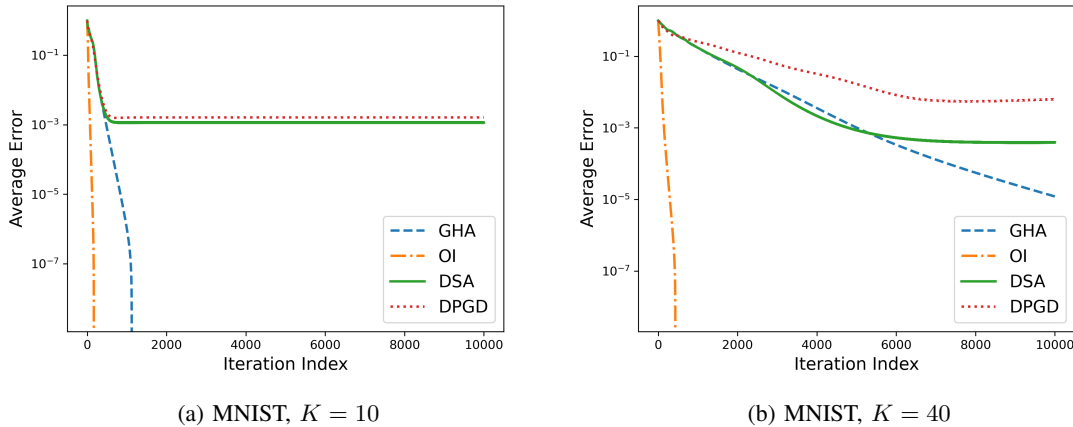 Average Error
10⁻¹
10⁻³
10⁻⁵
10⁻⁷
GHA
OI
DSA
DPGD
0 2000 4000 6000 8000 10000
Iteration Index
(a) MNIST, K = 10
Average Error
10⁻¹
10⁻³
10⁻⁵
10⁻⁷
GHA
OI
DSA
DPGD
0 2000 4000 6000 8000 10000
Iteration Index
(b) MNIST, K = 40